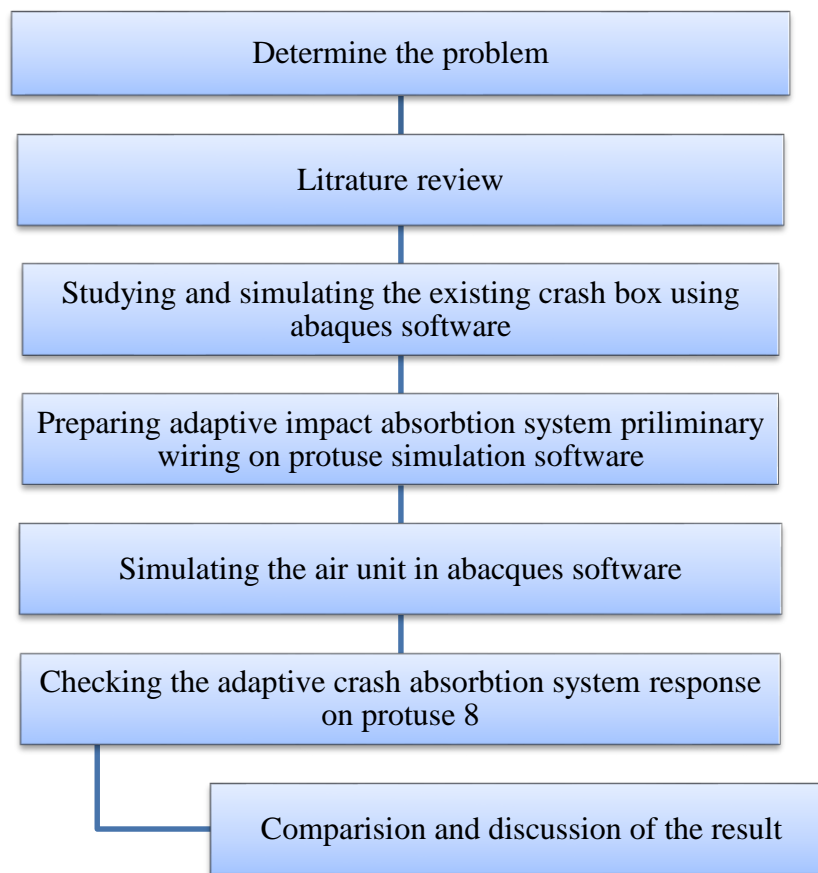 Determine the problem
Litrature review
Studying and simulating the existing crash box using
abaques software
Preparing adaptive impact absorbtion system priliminary
wiring on protuse simulation software
Simulating the air unit in abacques software
Checking the adaptive crash absorbtion system response
on protuse 8
Comparision and discussion of the result